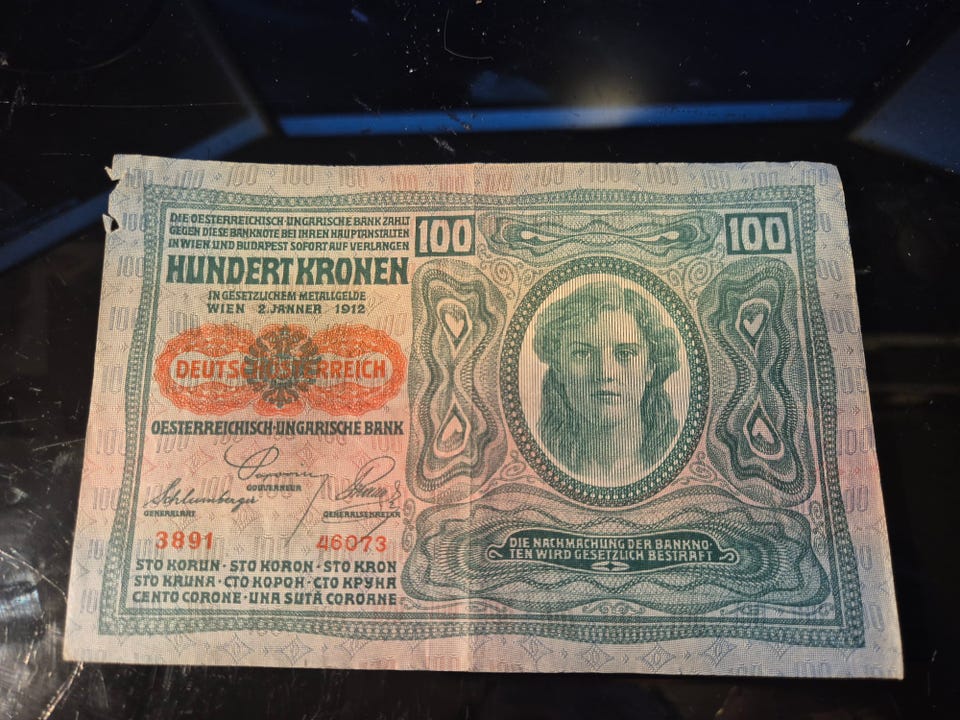 DIE OESTERREICHISCH-UNGARISCHE BANK ZAHLT
GEGEN DIESE BANKNOTE BEI IHREN HAUPTANSTALTEN
IN WIEN UND BUDAPEST SOFORT AUF VERLANGEN
HUNDERT KRONEN
IN GESETZLICHEM METALLGELDE
WIEN 2. JÄNNER 1912
DEUTSCHÖSTERREICH
OESTERREICHISCH-UNGARISCHE BANK
GOUVERNEUR
Schlumberger
GENERALRAT
GENERALSEKRETÄR
3891 46073
STO KORUN · STO KORON · STO KRON
STO KRUNA · СТО КОРОН · СТО КРУНА
CENTO CORONE · UNA SUTĂ COROANE
100 100
DIE NACHMACHUNG DER BANKNO-
TEN WIRD GESETZLICH BESTRAFT